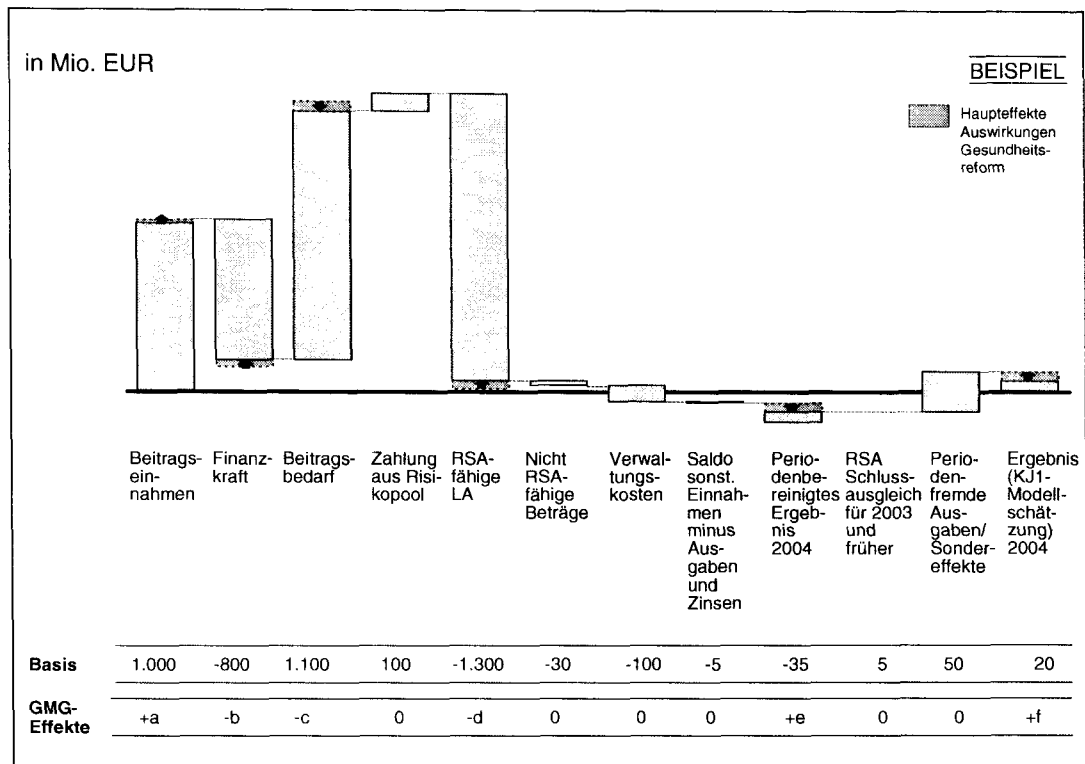 in Mio. EUR
BEISPIEL
Haupteffekte
Auswirkungen
Gesundheits-
reform
Beitrags-
ein-
nahmen
Finanz-
kraft
Beitrags-
bedarf
Zahlung
aus Risi-
kopool
RSA-
fähige
LA
Nicht
RSA-
fähige
Beträge
Verwal-
tungs-
kosten
Saldo
sonst.
Einnah-
men
minus
Aus-
gaben
und
Zinsen
Perio-
denbe-
reinigtes
Ergeb-
nis
2004
RSA
Schluss-
ausgleich
für 2003
und
früher
Perio-
den-
fremde
Aus-
gaben/
Sonder-
effekte
Ergebnis
(KJ1-
Modell-
schät-
zung)
2004
Basis 1.000 -800 1.100 100 -1.300 -30 -100 -5 -35 5 50 20
GMG-
Effekte +a -b -c 0 -d 0 0 0 +e 0 0 +f